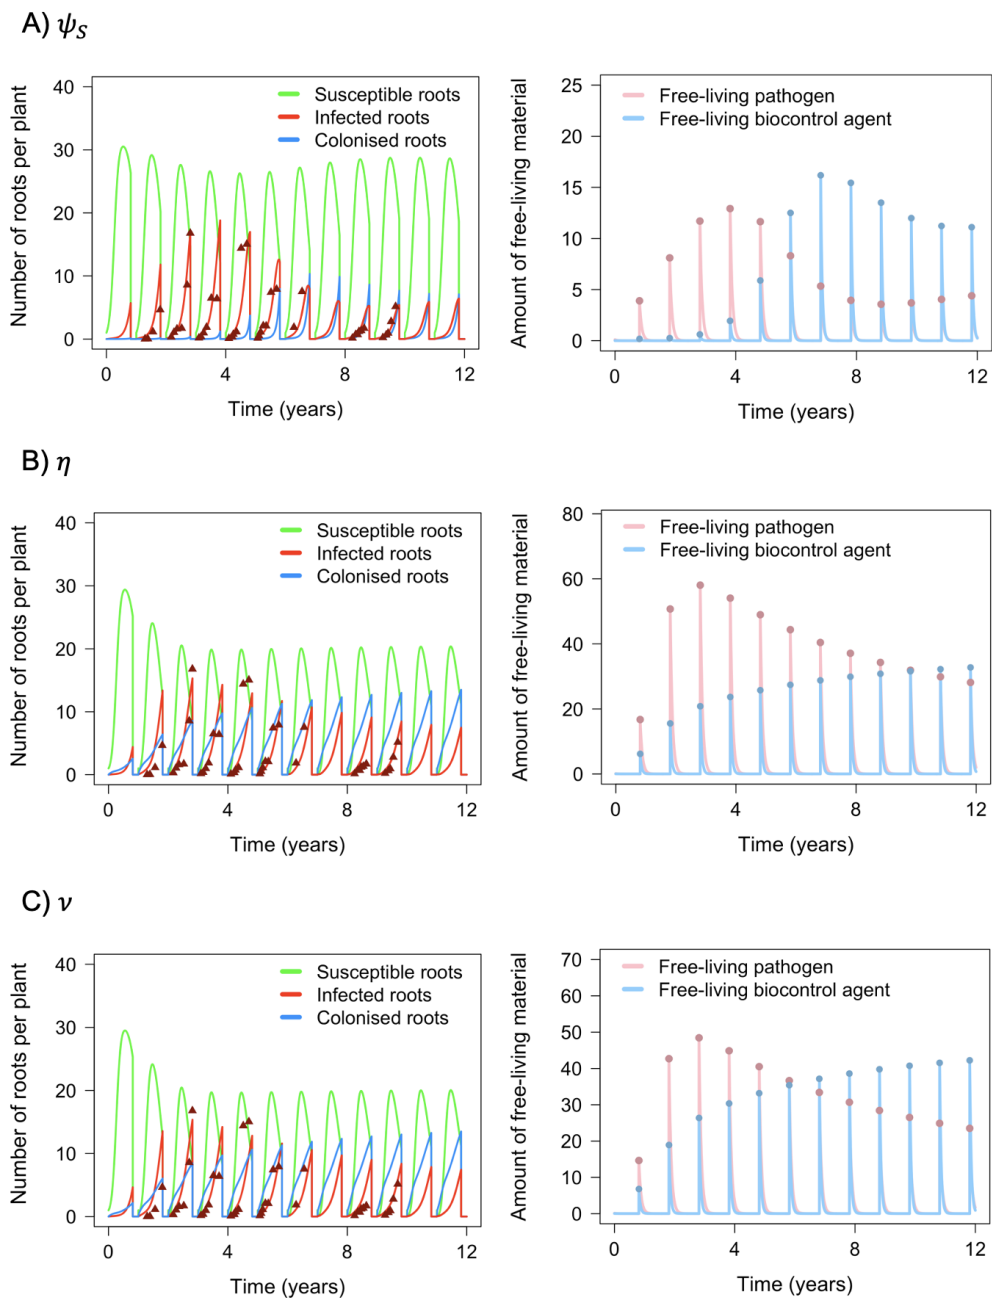 A) ψS
Number of roots per plant
40
30
20
10
0
Susceptible roots
Infected roots
Colonised roots
0 4 8 12
Time (years)
Amount of free-living material
25
20
15
10
5
0
Free-living pathogen
Free-living biocontrol agent
0 4 8 12
Time (years)
B) η
Number of roots per plant
40
30
20
10
0
Susceptible roots
Infected roots
Colonised roots
0 4 8 12
Time (years)
Amount of free-living material
80
60
40
20
0
Free-living pathogen
Free-living biocontrol agent
0 4 8 12
Time (years)
C) ν
Number of roots per plant
40
30
20
10
0
Susceptible roots
Infected roots
Colonised roots
0 4 8 12
Time (years)
Amount of free-living material
70
60
50
40
30
20
10
0
Free-living pathogen
Free-living biocontrol agent
0 4 8 12
Time (years)